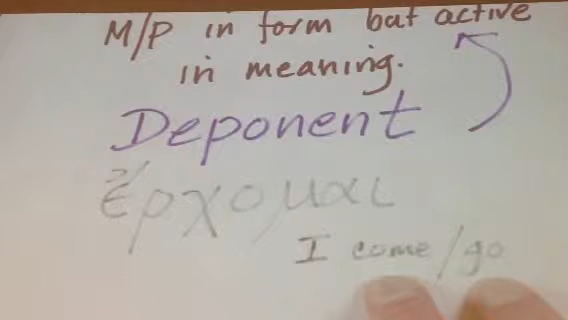 M/P in form but active
in meaning.
Deponent
ἔρχομαι
I come/go